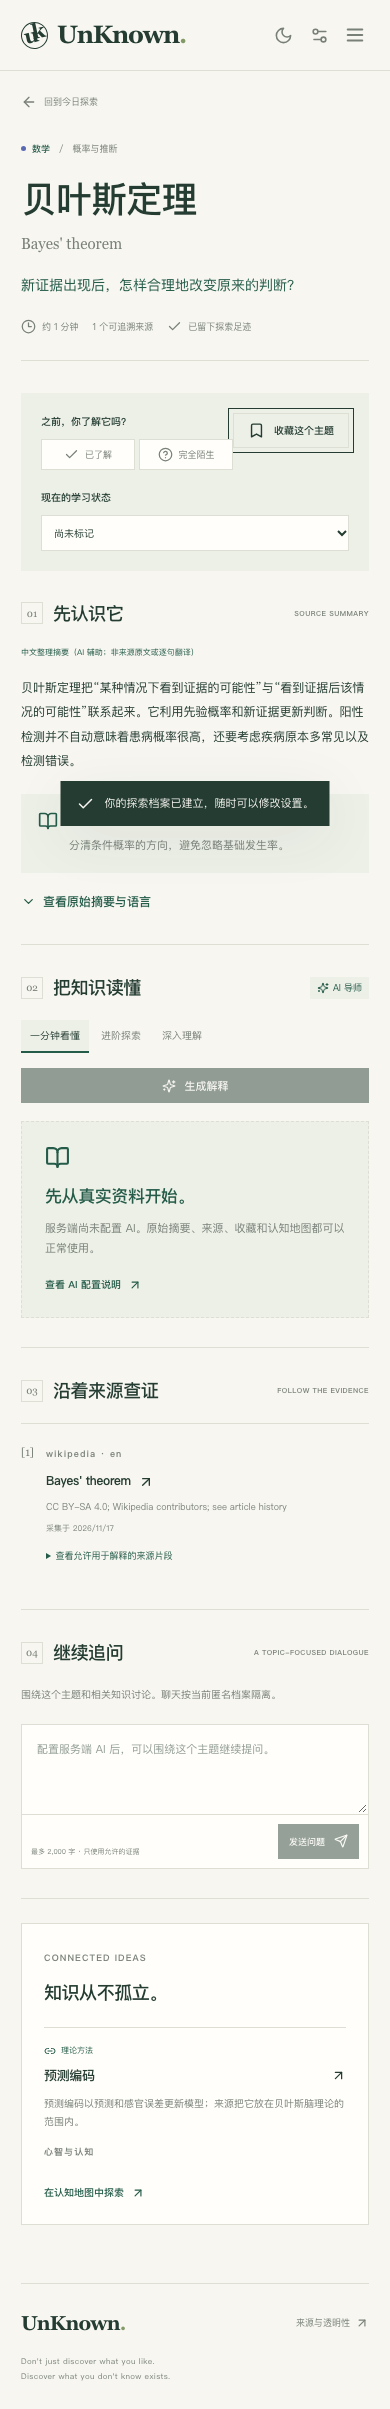 UnKnown.
回到今日探索
数学 / 概率与推断
贝叶斯定理
Bayes' theorem
新证据出现后，怎样合理地改变原来的判断？
约 1 分钟 1 个可追溯来源 已留下探索足迹
之前，你了解它吗？
收藏这个主题
已了解 完全陌生
现在的学习状态
尚未标记
01 先认识它 SOURCE SUMMARY
中文整理摘要（AI 辅助；非来源原文或逐句翻译）
贝叶斯定理把“某种情况下看到证据的可能性”与“看到证据后该情
况的可能性”联系起来。它利用先验概率和新证据更新判断。阳性
检测并不自动意味着患病概率很高，还要考虑疾病原本多常见以及
检测错误。
你的探索档案已建立，随时可以修改设置。
分清条件概率的方向，避免忽略基础发生率。
查看原始摘要与语言
02 把知识读懂 AI 导师
一分钟看懂 进阶探索 深入理解
生成解释
先从真实资料开始。
服务端尚未配置 AI。原始摘要、来源、收藏和认知地图都可以
正常使用。
查看 AI 配置说明
03 沿着来源查证 FOLLOW THE EVIDENCE
[1] wikipedia · en
Bayes' theorem
CC BY-SA 4.0; Wikipedia contributors; see article history
采集于 2026/11/17
查看允许用于解释的来源片段
04 继续追问 A TOPIC-FOCUSED DIALOGUE
围绕这个主题和相关知识讨论。聊天按当前匿名档案隔离。
配置服务端 AI 后，可以围绕这个主题继续提问。
最多 2,000 字 · 只使用允许的证据
发送问题
CONNECTED IDEAS
知识从不孤立。
理论方法
预测编码
预测编码以预测和感官误差更新模型；来源把它放在贝叶斯脑理论的
范围内。
心智与认知
在认知地图中探索
UnKnown.
来源与透明性
Don't just discover what you like.
Discover what you don't know exists.